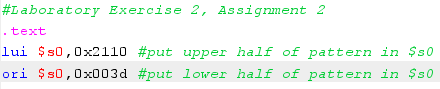 #Laboratory Exercise 2, Assignment 2
.text
lui $s0,0x2110 #put upper half of pattern in $s0
ori $s0,0x003d #put lower half of pattern in $s0